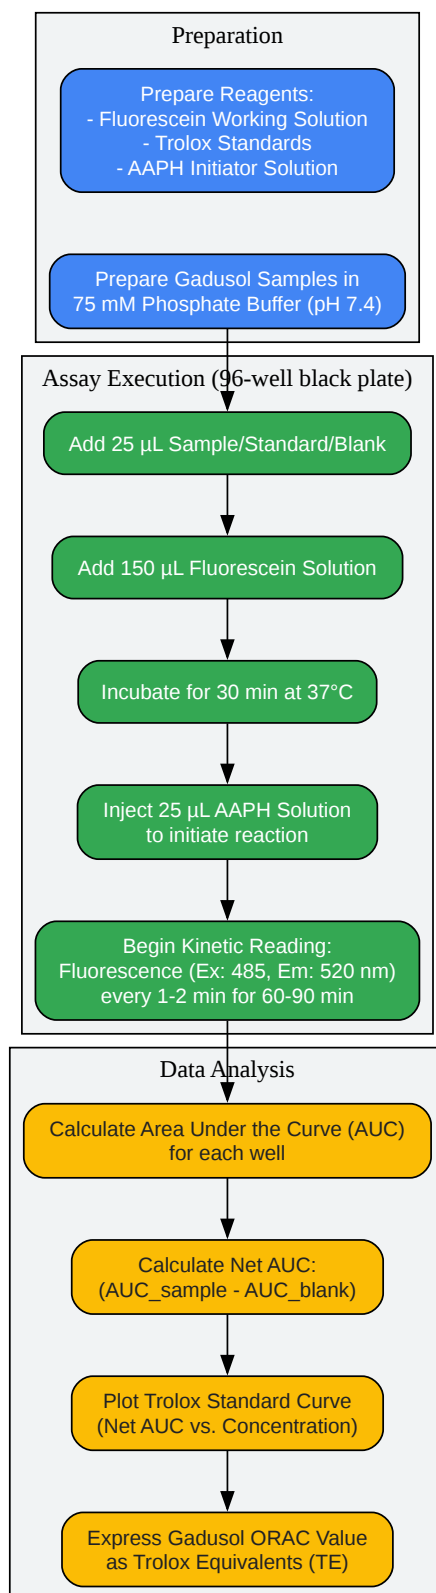 Preparation
Prepare Reagents:
- Fluorescein Working Solution
- Trolox Standards
- AAPH Initiator Solution
Prepare Gadusol Samples in
75 mM Phosphate Buffer (pH 7.4)
Assay Execution (96-well black plate)
Add 25 µL Sample/Standard/Blank
Add 150 µL Fluorescein Solution
Incubate for 30 min at 37°C
Inject 25 µL AAPH Solution
to initiate reaction
Begin Kinetic Reading:
Fluorescence (Ex: 485, Em: 520 nm)
every 1-2 min for 60-90 min
Data Analysis
Calculate Area Under the Curve (AUC)
for each well
Calculate Net AUC:
(AUC_sample - AUC_blank)
Plot Trolox Standard Curve
(Net AUC vs. Concentration)
Express Gadusol ORAC Value
as Trolox Equivalents (TE)